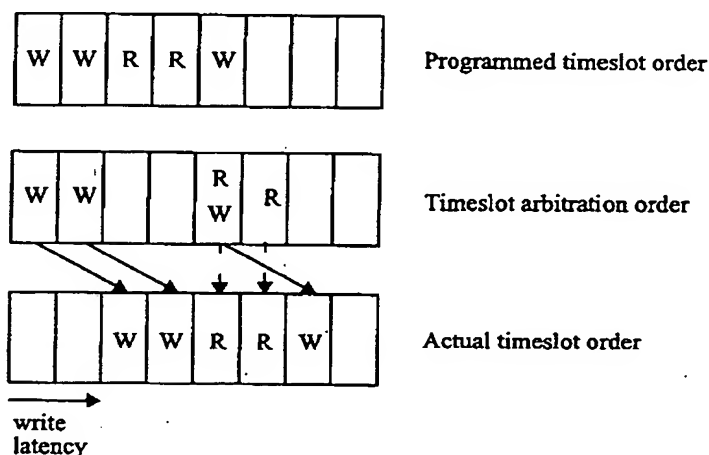 W W R R W Programmed timeslot order
R
W W R Timeslot arbitration order
W
W W R R W Actual timeslot order
write
latency